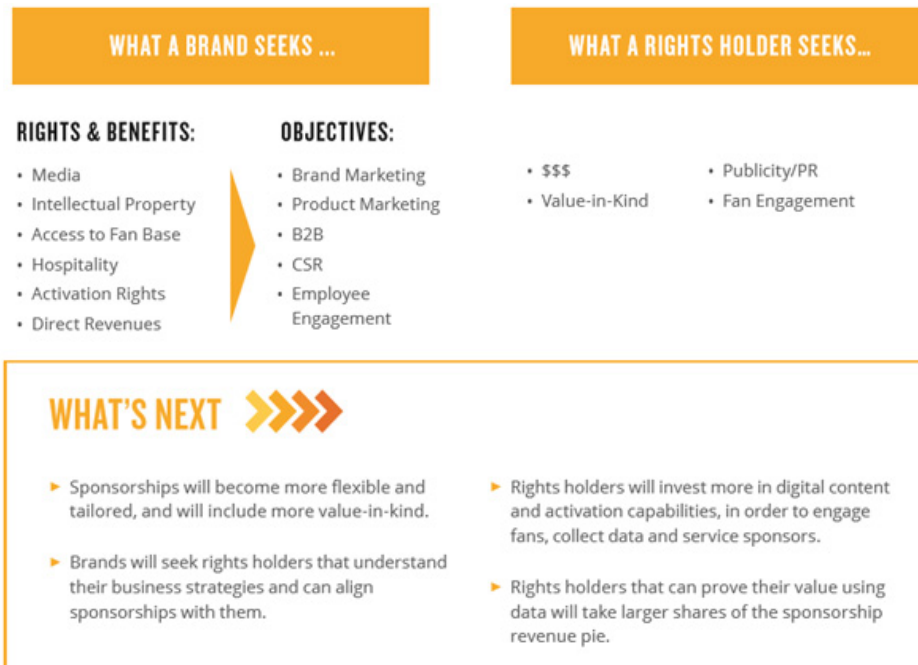 WHAT A BRAND SEEKS ...
RIGHTS & BENEFITS:
• Media
• Intellectual Property
• Access to Fan Base
• Hospitality
• Activation Rights
• Direct Revenues
OBJECTIVES:
• Brand Marketing
• Product Marketing
• B2B
• CSR
• Employee
Engagement
WHAT A RIGHTS HOLDER SEEKS...
• $$$
• Value-in-Kind
• Publicity/PR
• Fan Engagement
WHAT'S NEXT
► Sponsorships will become more flexible and
tailored, and will include more value-in-kind.
► Brands will seek rights holders that understand
their business strategies and can align
sponsorships with them.
► Rights holders will invest more in digital content
and activation capabilities, in order to engage
fans, collect data and service sponsors.
► Rights holders that can prove their value using
data will take larger shares of the sponsorship
revenue pie.